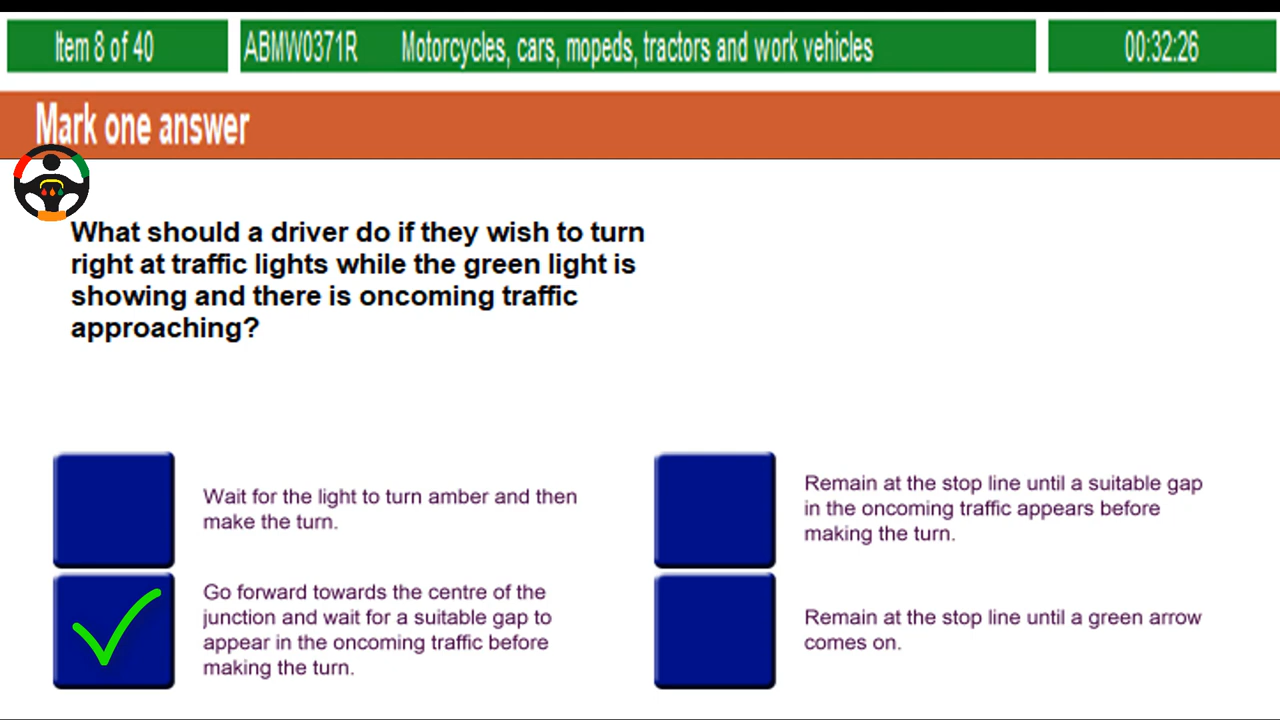 Item 8 of 40
ABMW0371R Motorcycles, cars, mopeds, tractors and work vehicles
00:32:26
Mark one answer
What should a driver do if they wish to turn
right at traffic lights while the green light is
showing and there is oncoming traffic
approaching?
Wait for the light to turn amber and then
make the turn.
Remain at the stop line until a suitable gap
in the oncoming traffic appears before
making the turn.
Go forward towards the centre of the
junction and wait for a suitable gap to
appear in the oncoming traffic before
making the turn.
Remain at the stop line until a green arrow
comes on.